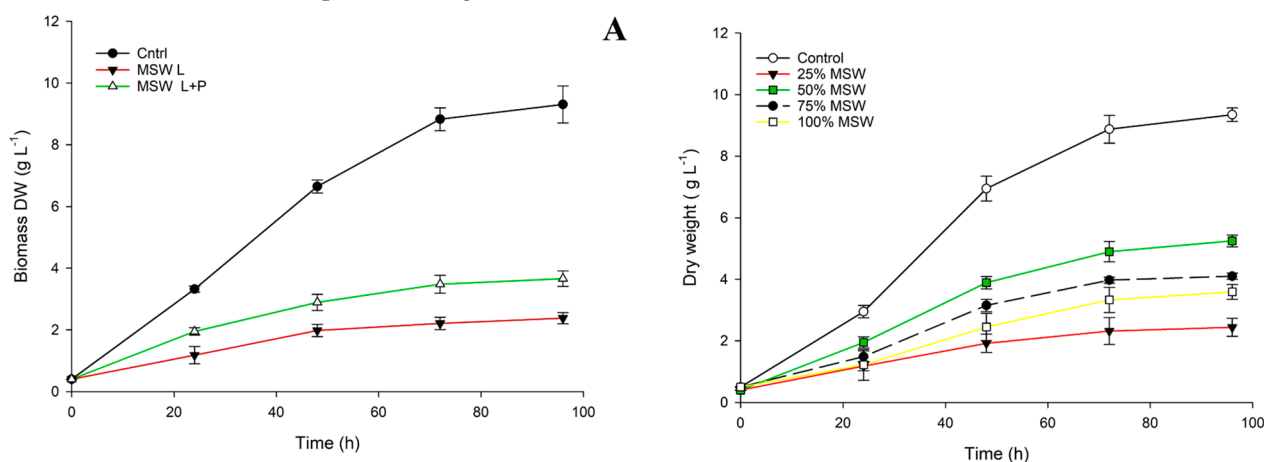 A
12
10
8
6
4
2
0
Biomass DW (g L⁻¹)
Cntrl
MSW L
MSW L+P
0
20
40
60
80
100
Time (h)
12
10
8
6
4
2
0
Dry weight ( g L⁻¹)
Control
25% MSW
50% MSW
75% MSW
100% MSW
0
20
40
60
80
100
Time (h)